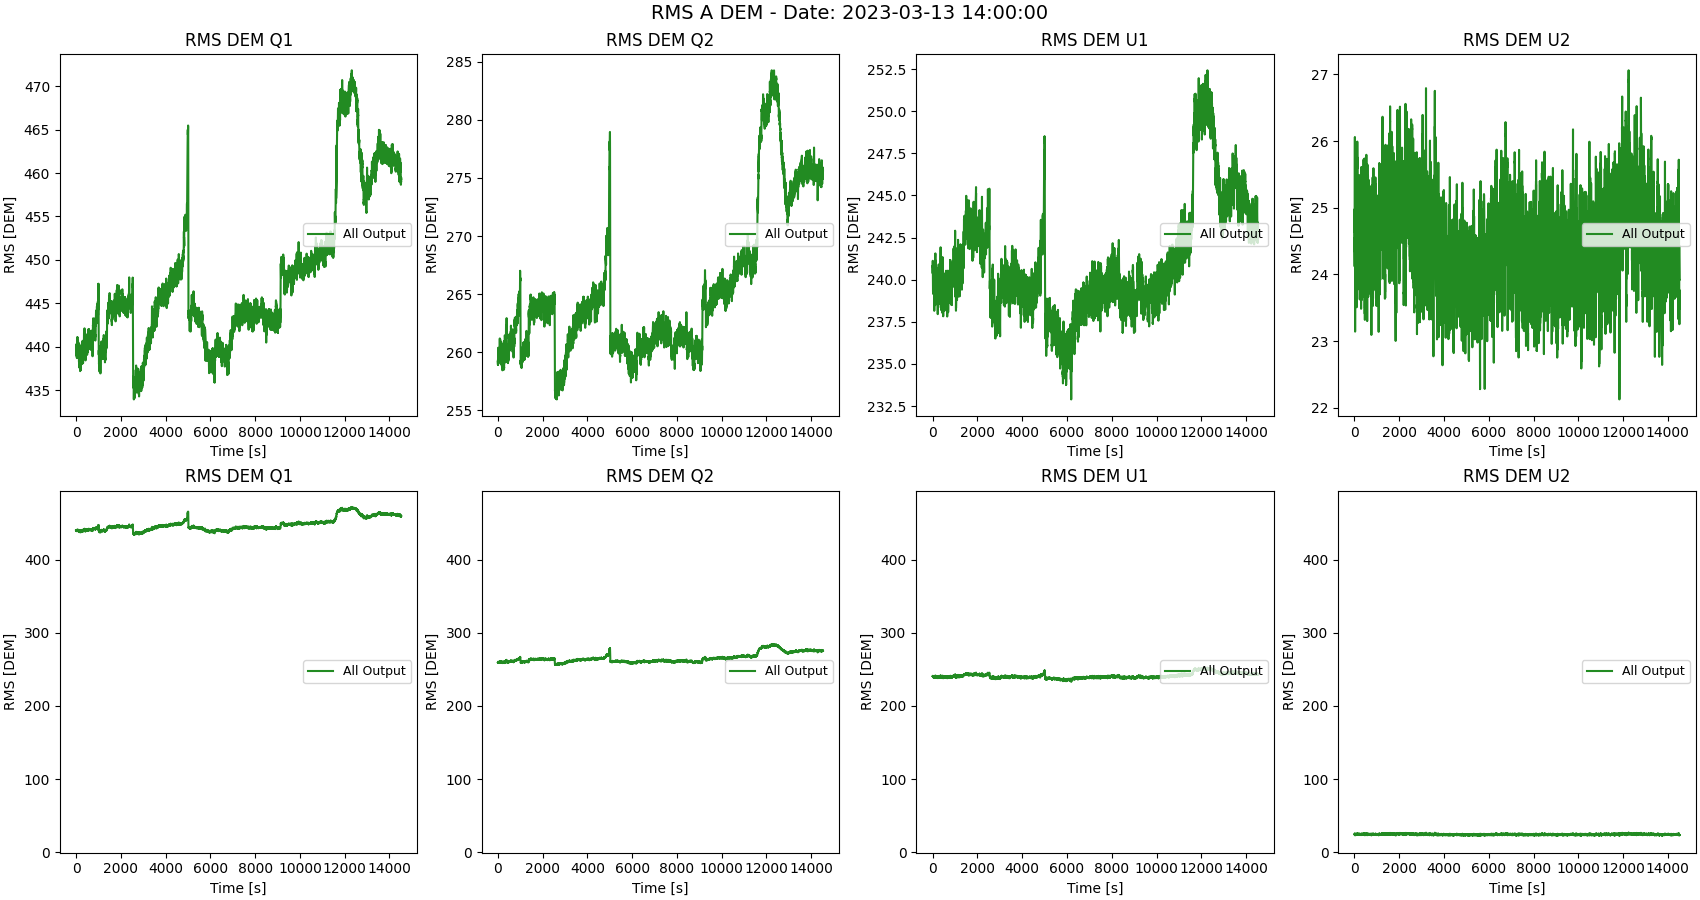 RMS A DEM - Date: 2023-03-13 14:00:00
RMS DEM Q1
RMS [DEM]
470
465
460
455
450
445
440
435
All Output
0 2000 4000 6000 8000 10000 12000 14000
Time [s]
RMS DEM Q2
RMS [DEM]
285
280
275
270
265
260
255
All Output
0 2000 4000 6000 8000 10000 12000 14000
Time [s]
RMS DEM U1
RMS [DEM]
252.5
250.0
247.5
245.0
242.5
240.0
237.5
235.0
232.5
All Output
0 2000 4000 6000 8000 10000 12000 14000
Time [s]
RMS DEM U2
RMS [DEM]
27
26
25
24
23
22
All Output
0 2000 4000 6000 8000 10000 12000 14000
Time [s]
RMS DEM Q1
RMS [DEM]
400
300
200
100
0
All Output
0 2000 4000 6000 8000 10000 12000 14000
Time [s]
RMS DEM Q2
RMS [DEM]
400
300
200
100
0
All Output
0 2000 4000 6000 8000 10000 12000 14000
Time [s]
RMS DEM U1
RMS [DEM]
400
300
200
100
0
All Output
0 2000 4000 6000 8000 10000 12000 14000
Time [s]
RMS DEM U2
RMS [DEM]
400
300
200
100
0
All Output
0 2000 4000 6000 8000 10000 12000 14000
Time [s]